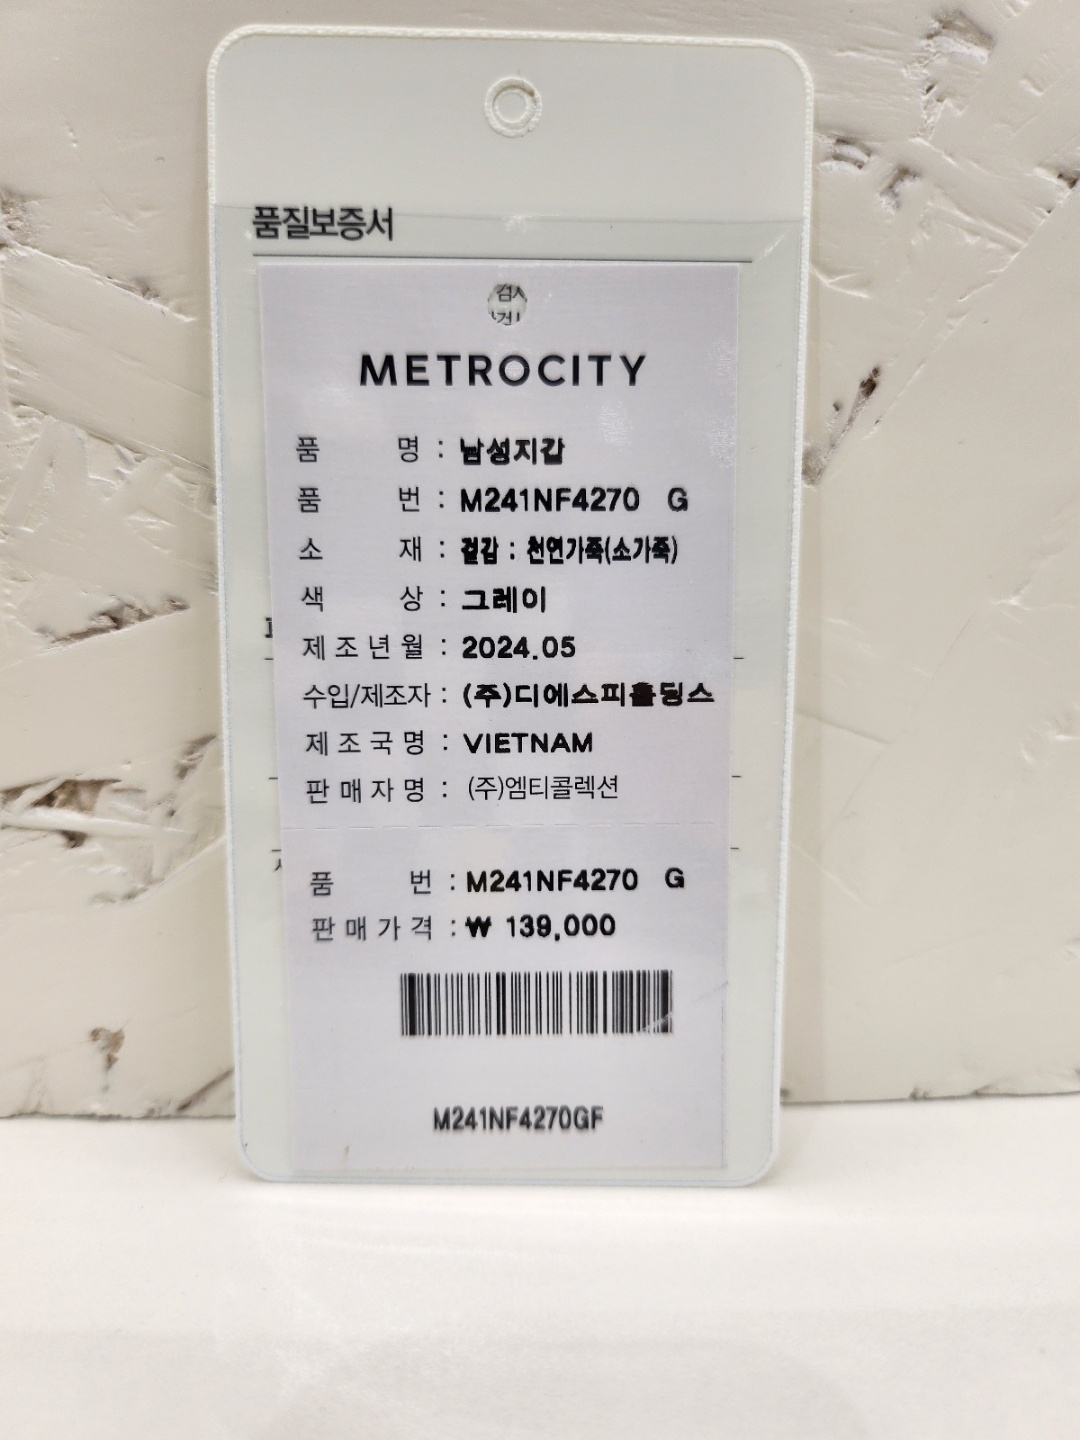 품질보증서
METROCITY
품 명 : 남성지갑
품 번 : M241NF4270 G
소 재 : 겉감 : 천연가죽(소가죽)
색 상 : 그레이
제조년월 : 2024.05
수입/제조자 : (주)디에스피홀딩스
제조국명 : VIETNAM
판매자명 : (주)엠티콜렉션
품 번 : M241NF4270 G
판매가격 : ₩ 139,000
M241NF4270GF